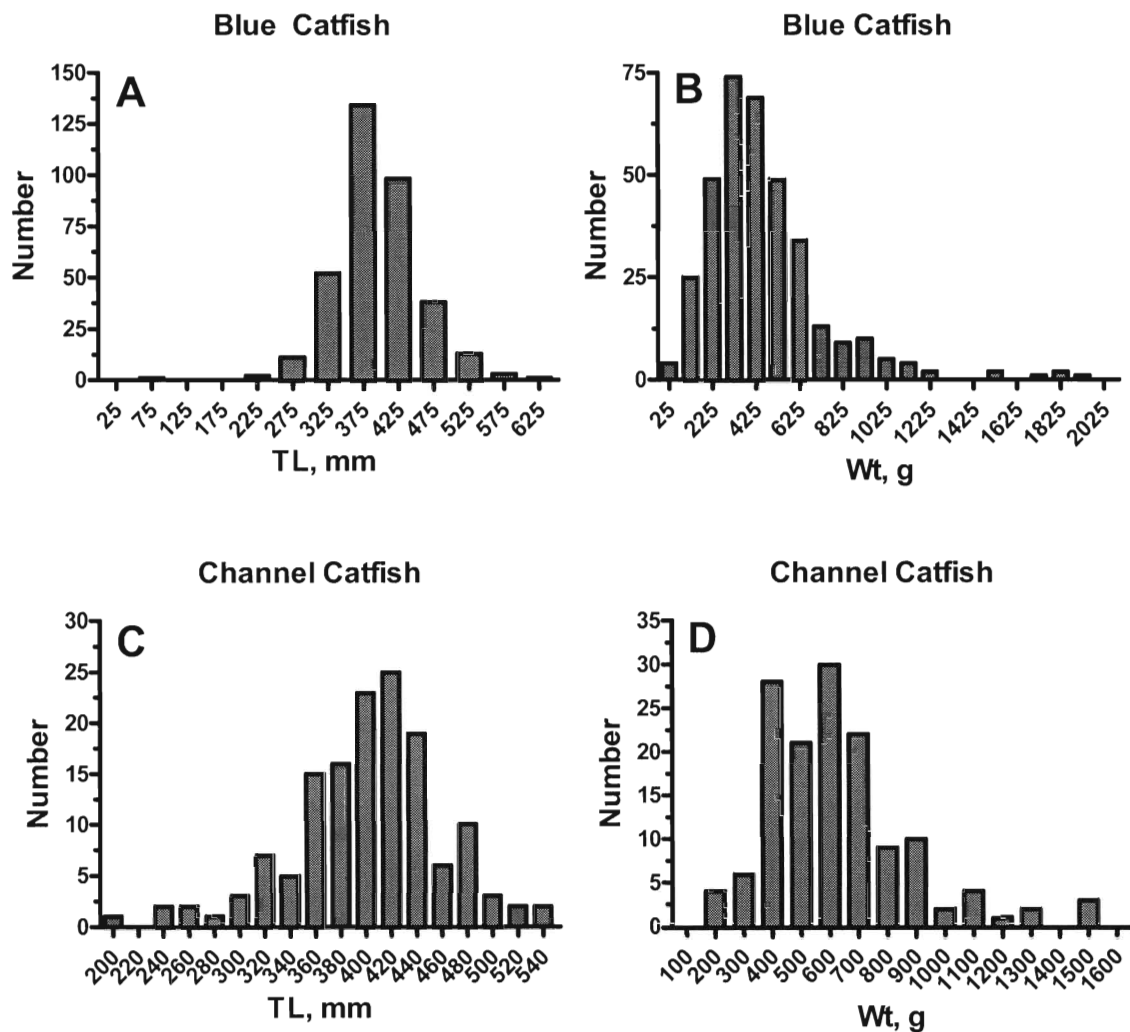 Blue Catfish
A
Number
150
125
100
75
50
25
0
25 75 125 175 225 275 325 375 425 475 525 575 625
TL, mm
Blue Catfish
B
Number
75
50
25
0
25 225 425 625 825 1025 1225 1425 1625 1825 2025
Wt, g
Channel Catfish
C
Number
30
25
20
15
10
5
0
200 220 240 260 280 300 320 340 360 380 400 420 440 460 480 500 520 540
TL, mm
Channel Catfish
D
Number
35
30
25
20
15
10
5
0
100 200 300 400 500 600 700 800 900 1000 1100 1200 1300 1400 1500 1600
Wt, g